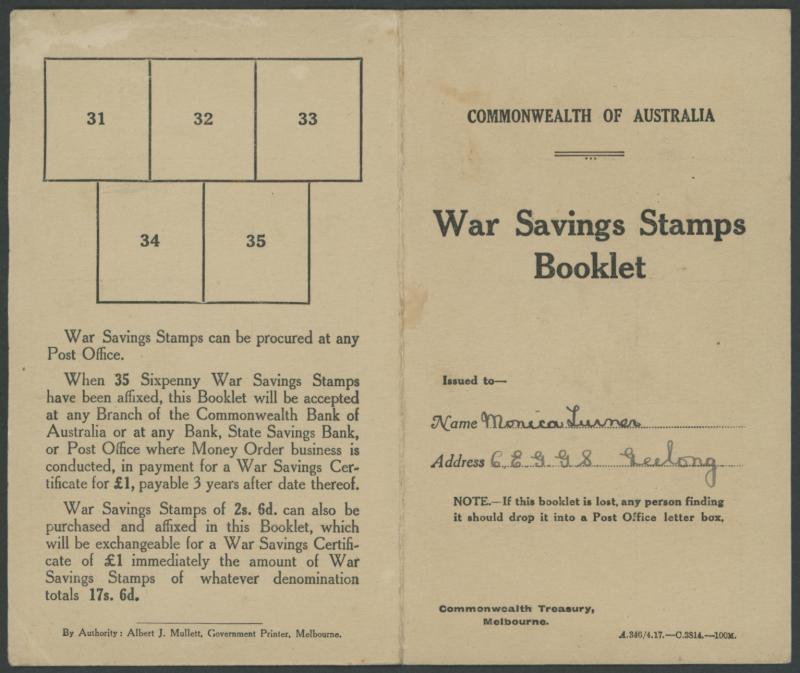 31 32 33
34 35
War Savings Stamps can be procured at any
Post Office.
When 35 Sixpenny War Savings Stamps
have been affixed, this Booklet will be accepted
at any Branch of the Commonwealth Bank of
Australia or at any Bank, State Savings Bank,
or Post Office where Money Order business is
conducted, in payment for a War Savings Cer-
tificate for £1, payable 3 years after date thereof.
War Savings Stamps of 2s. 6d. can also be
purchased and affixed in this Booklet, which
will be exchangeable for a War Savings Certifi-
cate of £1 immediately the amount of War
Savings Stamps of whatever denomination
totals 17s. 6d.
By Authority: Albert J. Mullett, Government Printer, Melbourne.
COMMONWEALTH OF AUSTRALIA
War Savings Stamps
Booklet
Issued to—
Name Monica Turner
Address C.E.G.G.S Geelong
NOTE.—If this booklet is lost, any person finding
it should drop it into a Post Office letter box.
Commonwealth Treasury,
Melbourne.
A.346/4.17.—C.3814.—100M.